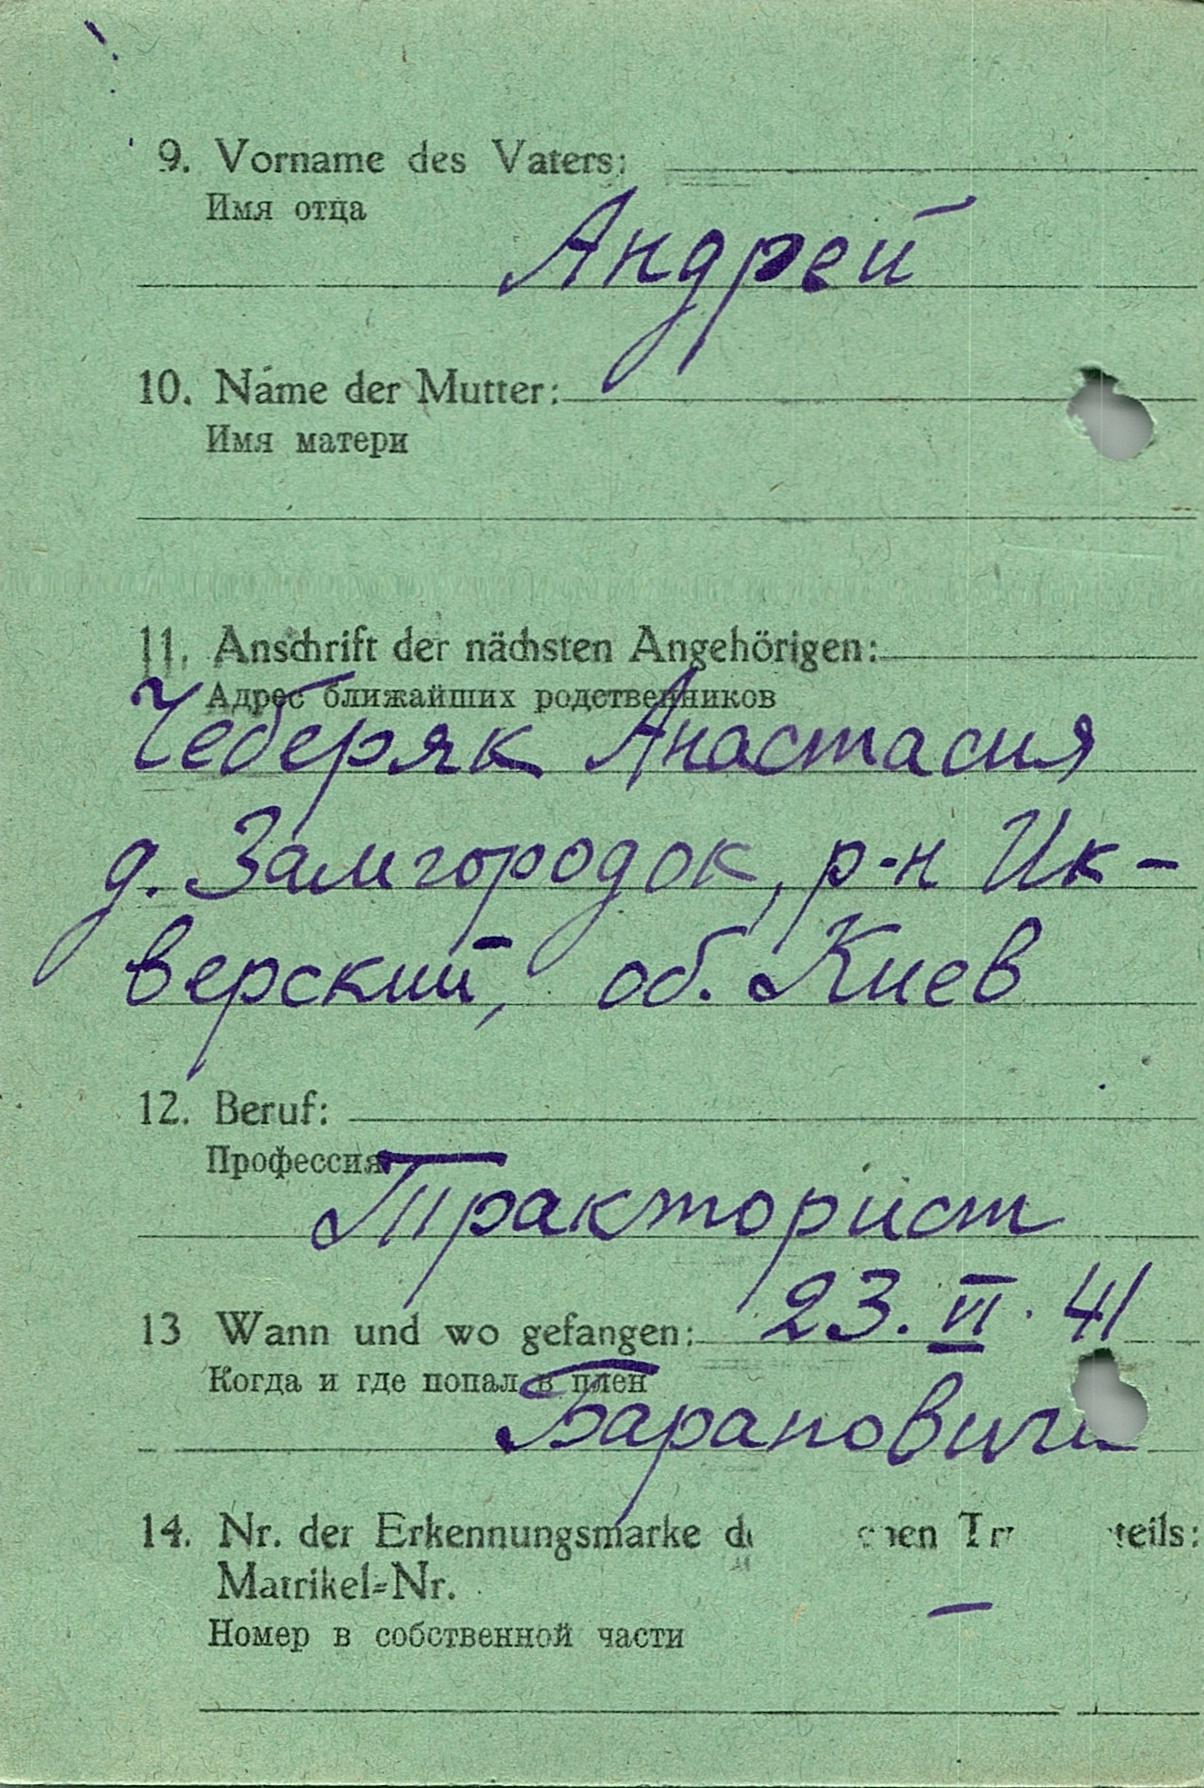 9. Vorname des Vaters:
Имя отца
Андрей
10. Name der Mutter:
Имя матери
11. Anschrift der nächsten Angehörigen:
Адрес ближайших родственников
Чеберяк Анастасия
д. Замгородок, р-н Ик-
верский, об. Киев
12. Beruf:
Профессия
Тракторист
13 Wann und wo gefangen: 23. VI. 41
Когда и где попал в плен
Барановичи
14. Nr. der Erkennungsmarke
Matrikel=Nr.
Номер в собственной части